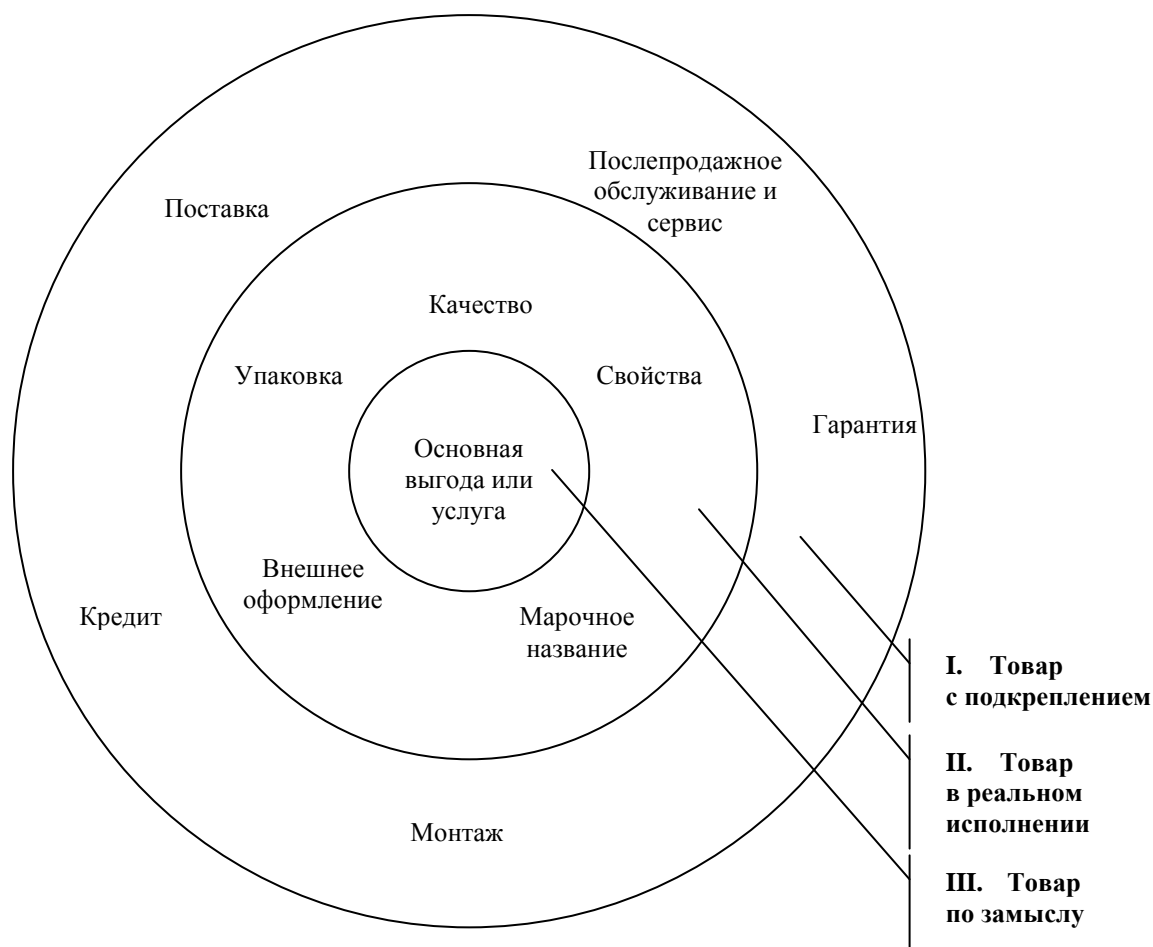 Послепродажное
обслуживание и
сервис
Поставка
Качество
Упаковка
Свойства
Гарантия
Основная
выгода или
услуга
Внешнее
оформление
Кредит
Марочное
название
I. Товар
с подкреплением
II. Товар
в реальном
исполнении
Монтаж
III. Товар
по замыслу